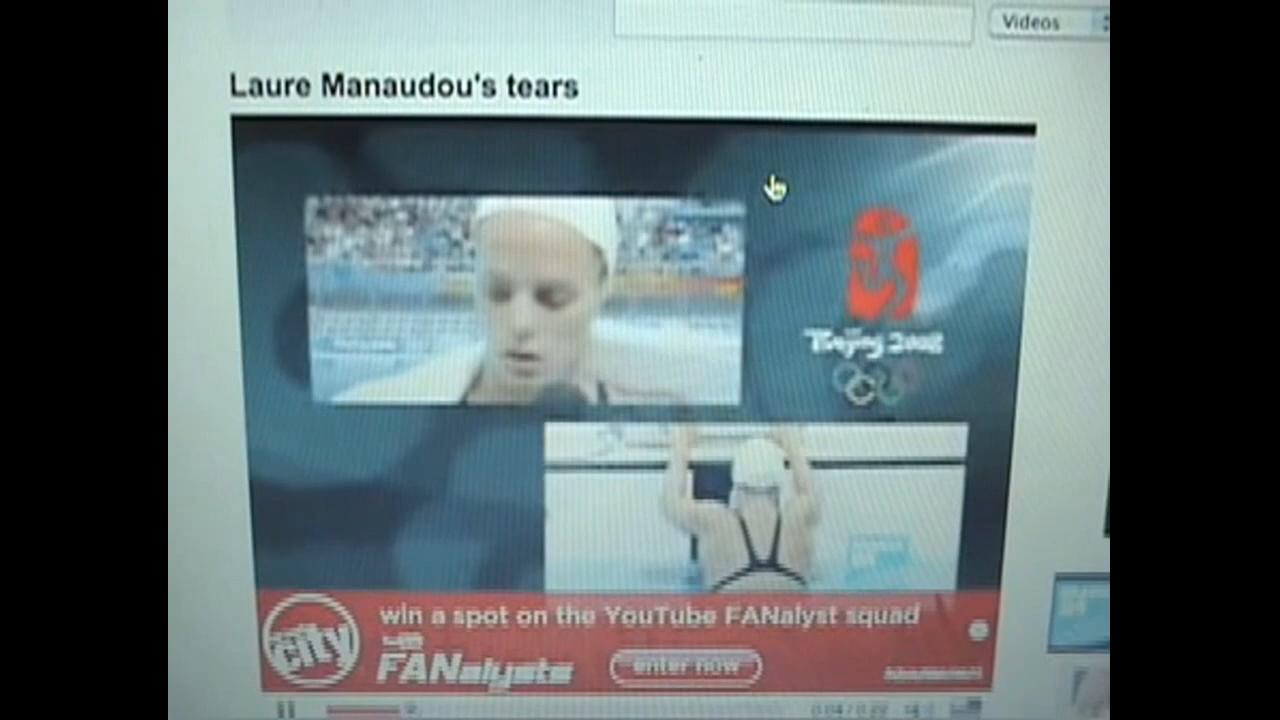 Videos
Laure Manaudou's tears
Beijing 2008
win a spot on the YouTube FANalyst squad
city
FANalysts
enter now